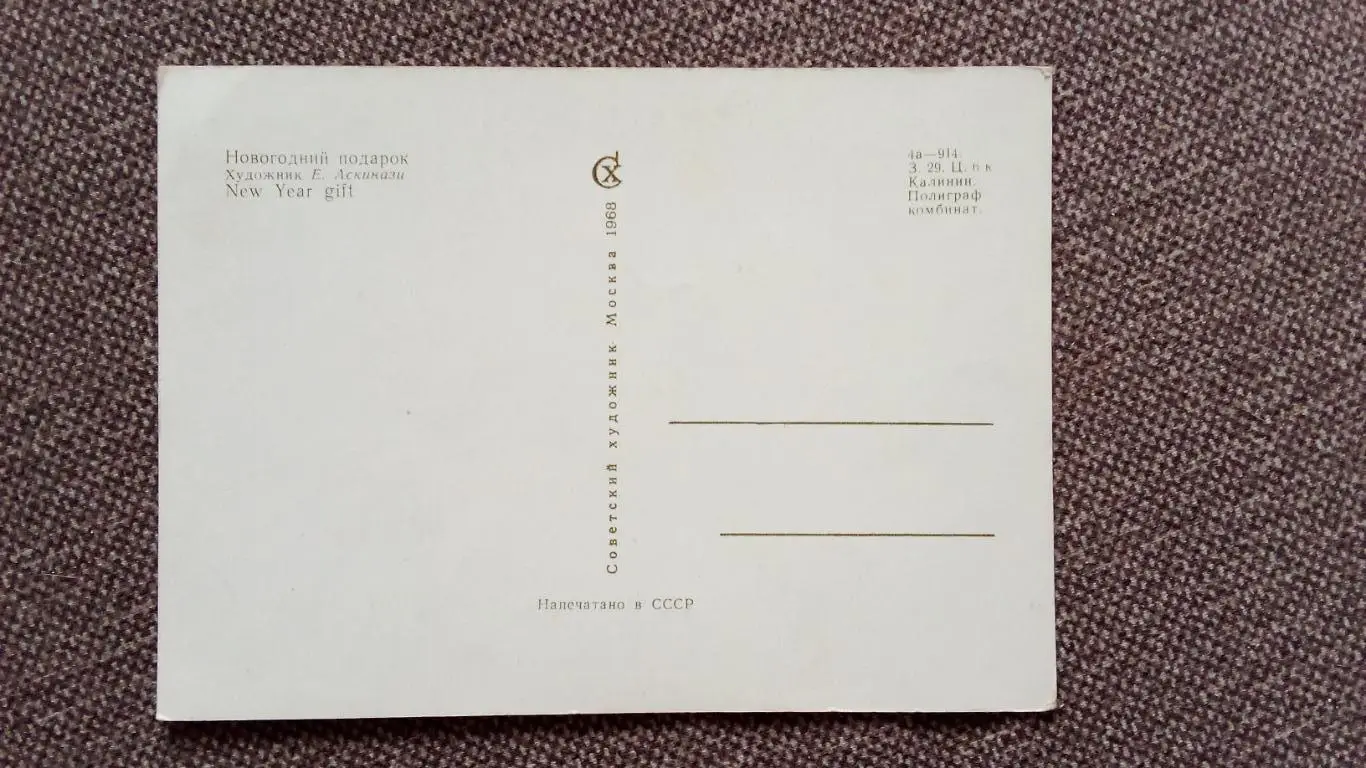 Новогодний подарок
Художник Е. Аскинази
New Year gift
СХ
Советский художник. Москва 1968
4а—914.
З. 29. Ц. 6 к
Калинин.
Полиграф
комбинат.
Напечатано в СССР